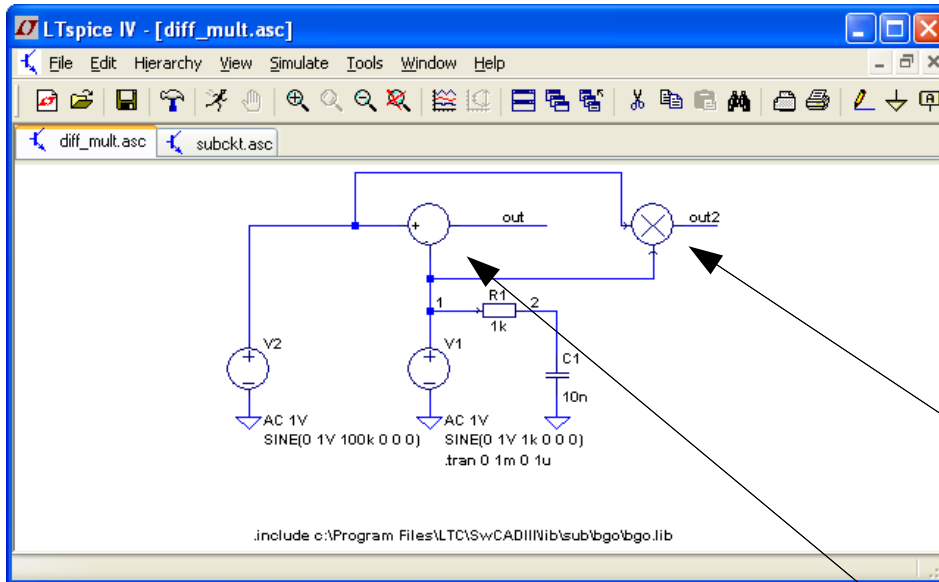 LTspice IV - [diff_mult.asc]
File Edit Hierarchy View Simulate Tools Window Help
diff_mult.asc subckt.asc
out out2
+
-
R1
1 2
1k
V2 V1
+ +
C1
10n
AC 1V AC 1V
SINE(0 1V 100k 0 0 0) SINE(0 1V 1k 0 0 0)
.tran 0 1m 0 1u
.include c:\Program Files\LTC\SwCADIII\lib\sub\bgo\bgo.lib